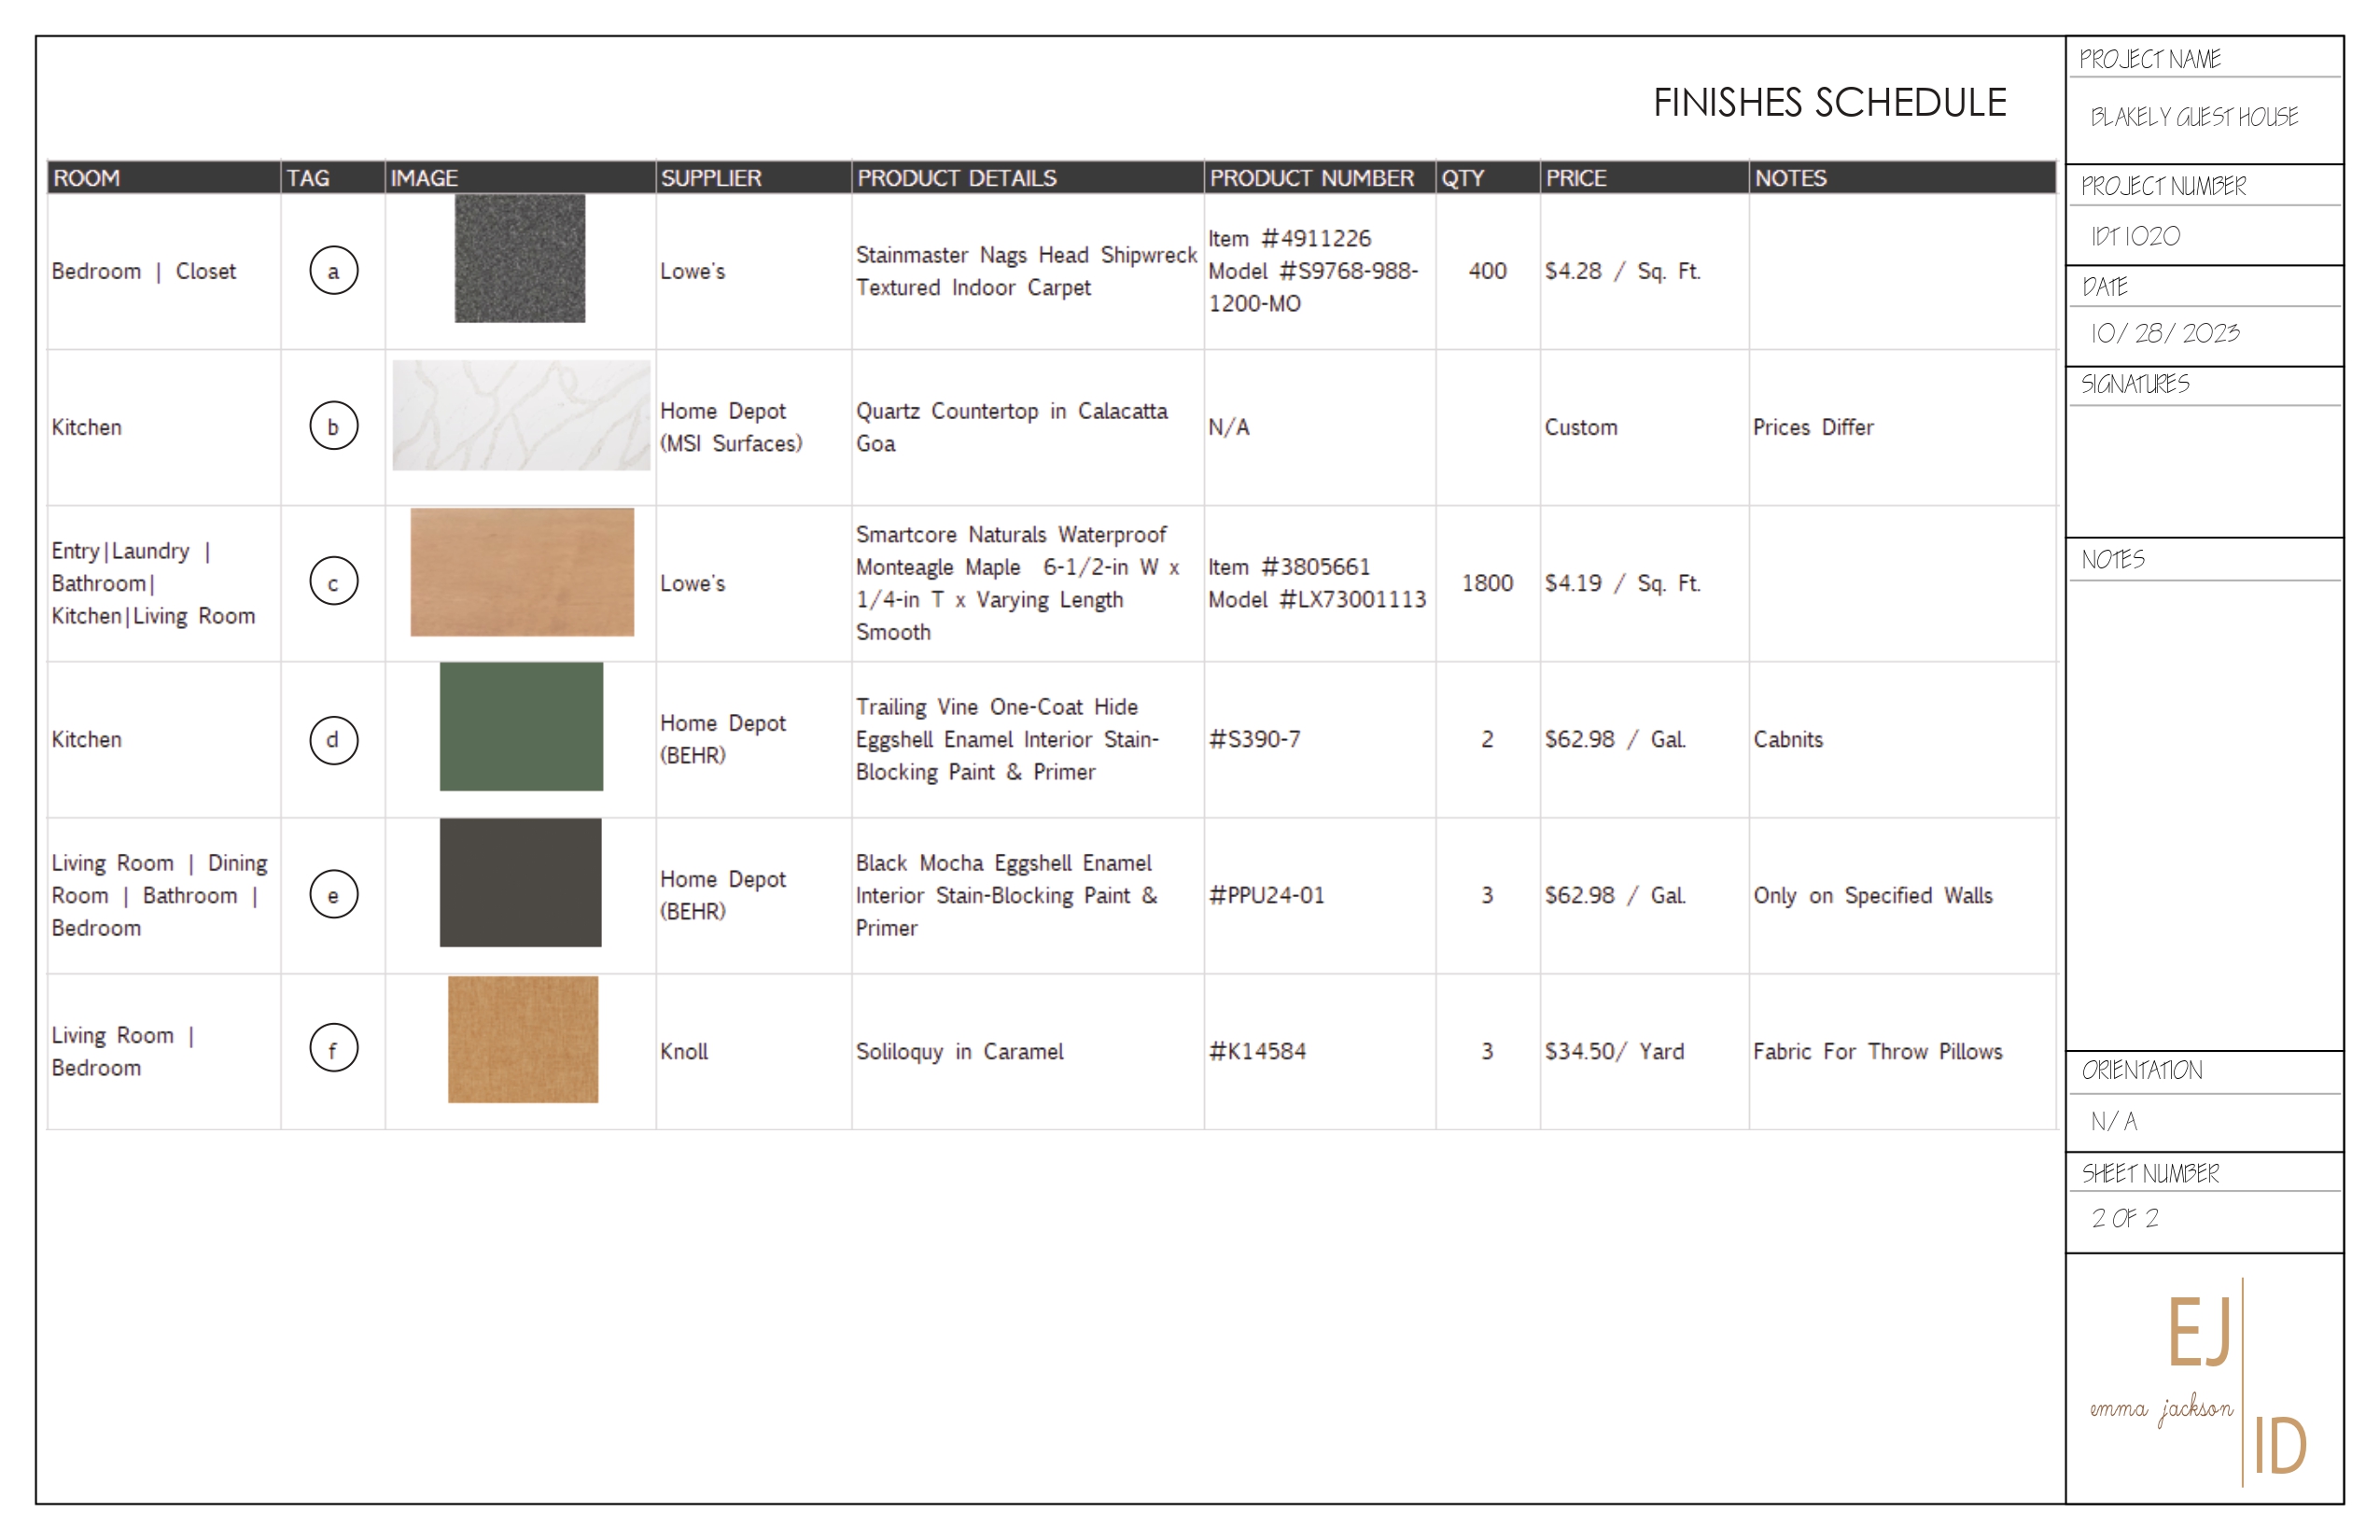 FINISHES SCHEDULE
ROOM TAG IMAGE SUPPLIER PRODUCT DETAILS PRODUCT NUMBER QTY PRICE NOTES
Bedroom | Closet
a
Lowe's
Stainmaster Nags Head Shipwreck
Textured Indoor Carpet
Item #4911226
Model #S9768-988-
1200-MO
400
$4.28 / Sq. Ft.
Kitchen
b
Home Depot
(MSI Surfaces)
Quartz Countertop in Calacatta
Goa
N/A
Custom
Prices Differ
Entry|Laundry |
Bathroom|
Kitchen|Living Room
c
Lowe's
Smartcore Naturals Waterproof
Monteagle Maple 6-1/2-in W x
1/4-in T x Varying Length
Smooth
Item #3805661
Model #LX73001113
1800
$4.19 / Sq. Ft.
Kitchen
d
Home Depot
(BEHR)
Trailing Vine One-Coat Hide
Eggshell Enamel Interior Stain-
Blocking Paint & Primer
#S390-7
2
$62.98 / Gal.
Cabnits
Living Room | Dining
Room | Bathroom |
Bedroom
e
Home Depot
(BEHR)
Black Mocha Eggshell Enamel
Interior Stain-Blocking Paint &
Primer
#PPU24-01
3
$62.98 / Gal.
Only on Specified Walls
Living Room |
Bedroom
f
Knoll
Soliloquy in Caramel
#K14584
3
$34.50/ Yard
Fabric For Throw Pillows
PROJECT NAME
BLAKELY GUEST HOUSE
PROJECT NUMBER
IDT 1020
DATE
10/ 28/ 2023
SIGNATURES
NOTES
ORIENTATION
N/ A
SHEET NUMBER
2 OF 2
EJ
emma jackson
ID